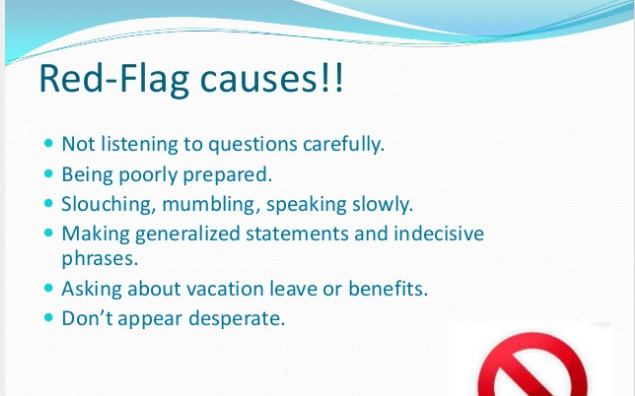 Red-Flag causes!!
Not listening to questions carefully.
Being poorly prepared.
Slouching, mumbling, speaking slowly.
Making generalized statements and indecisive
phrases.
Asking about vacation leave or benefits.
Don’t appear desperate.